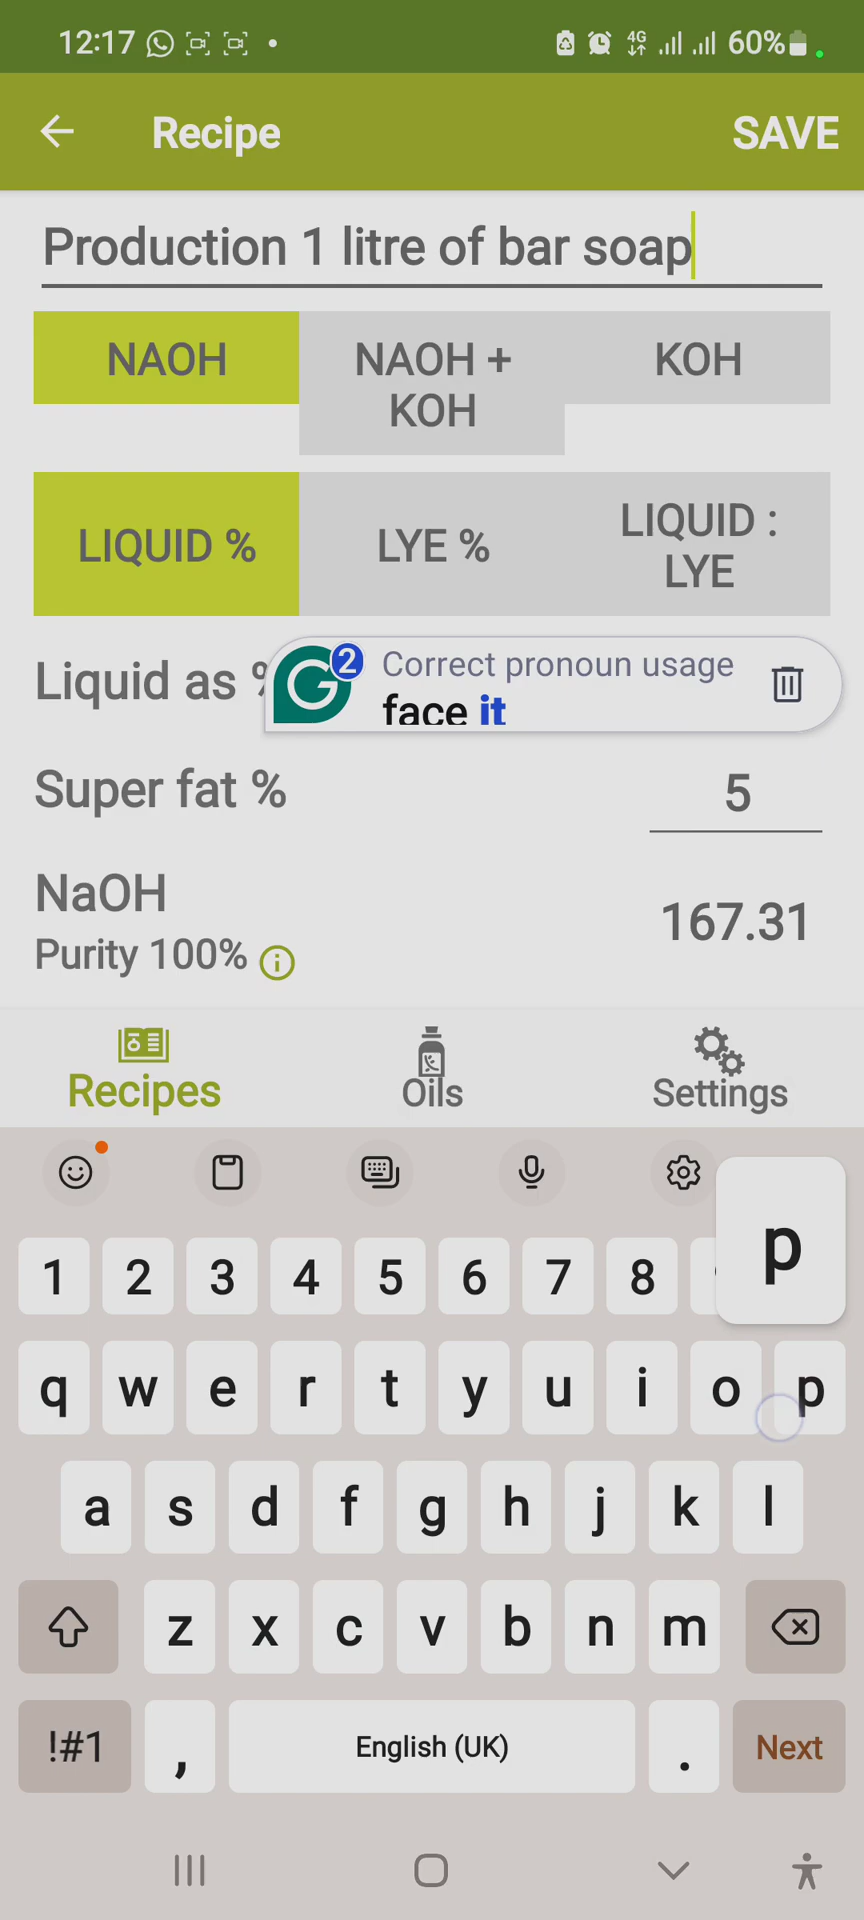 12:17 4G 60%
Recipe SAVE
Production 1 litre of bar soap
NAOH NAOH + KOH KOH
LIQUID % LYE % LIQUID : LYE
Liquid as %
2 Correct pronoun usage
face it
Super fat % 5
NaOH 167.31
Purity 100%
Recipes Oils Settings
p
1 2 3 4 5 6 7 8
q w e r t y u i o p
a s d f g h j k l
z x c v b n m
!#1 , English (UK) . Next